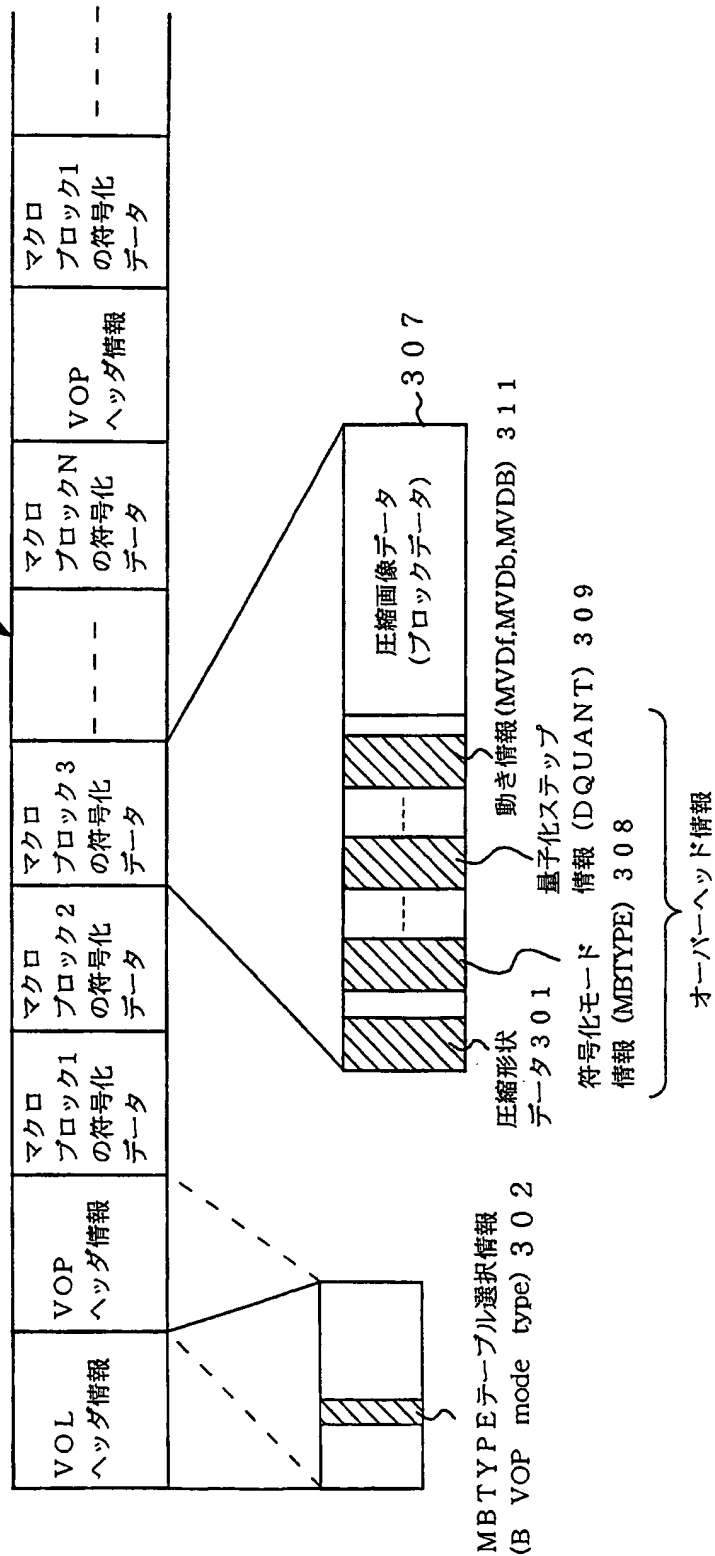 VOL
ヘッダ情報
VOP
ヘッダ情報
マクロ
ブロック1
の符号化
データ
マクロ
ブロック2
の符号化
データ
マクロ
ブロック3
の符号化
データ
マクロ
ブロックN
の符号化
データ
VOP
ヘッダ情報
マクロ
ブロック1
の符号化
データ
MBTYPEテーブル選択情報
(B VOP mode type) 302
圧縮画像データ
(ブロックデータ)
307
圧縮形状
データ301
符号化モード
情報 (MBTYPE) 308
量子化ステップ
情報 (DQUANT) 309
動き情報(MVDf,MVDb,MVDB) 311
オーバーヘッド情報